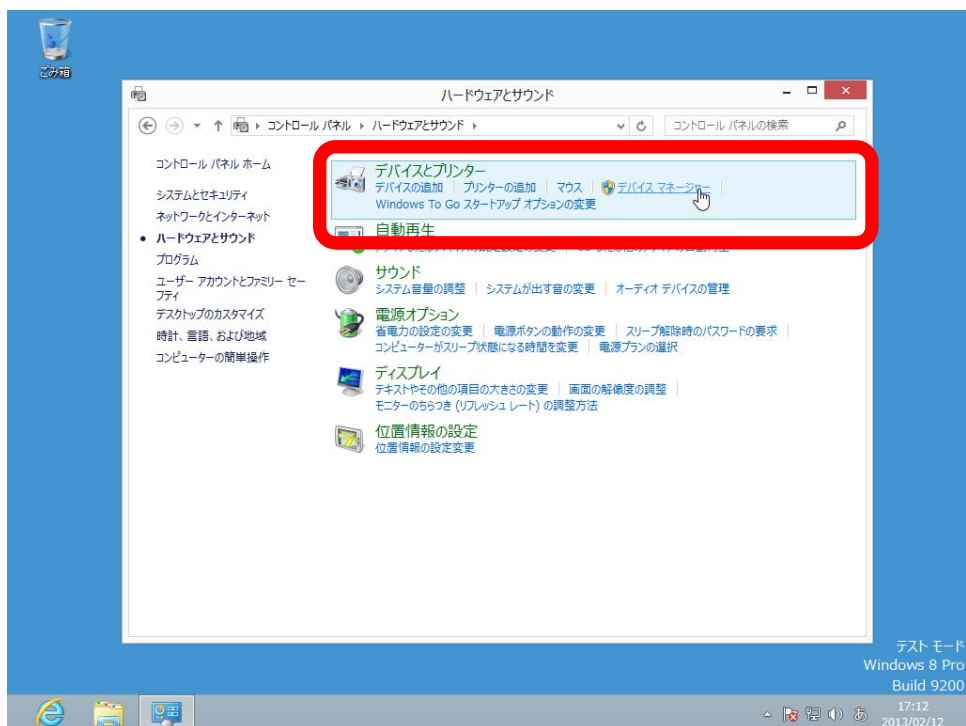 ごみ箱
ハードウェアとサウンド
コントロール パネル ハードウェアとサウンド
コントロール パネルの検索
コントロール パネル ホーム
システムとセキュリティ
ネットワークとインターネット
ハードウェアとサウンド
プログラム
ユーザー アカウントとファミリー セー
フティ
デスクトップのカスタマイズ
時計、言語、および地域
コンピューターの簡単操作
デバイスとプリンター
デバイスの追加 プリンターの追加 マウス デバイス マネージャー
Windows To Go スタートアップ オプションの変更
自動再生
サウンド
システム音量の調整 システムが出す音の変更 オーディオ デバイスの管理
電源オプション
省電力の設定の変更 電源ボタンの動作の変更 スリープ解除時のパスワードの要求
コンピューターがスリープ状態になる時間を変更 電源プランの選択
ディスプレイ
テキストやその他の項目の大きさの変更 画面の解像度の調整
モニターのちらつき (リフレッシュ レート) の調整方法
位置情報の設定
位置情報の設定変更
テスト モード
Windows 8 Pro
Build 9200
あ
17:12
2013/02/12